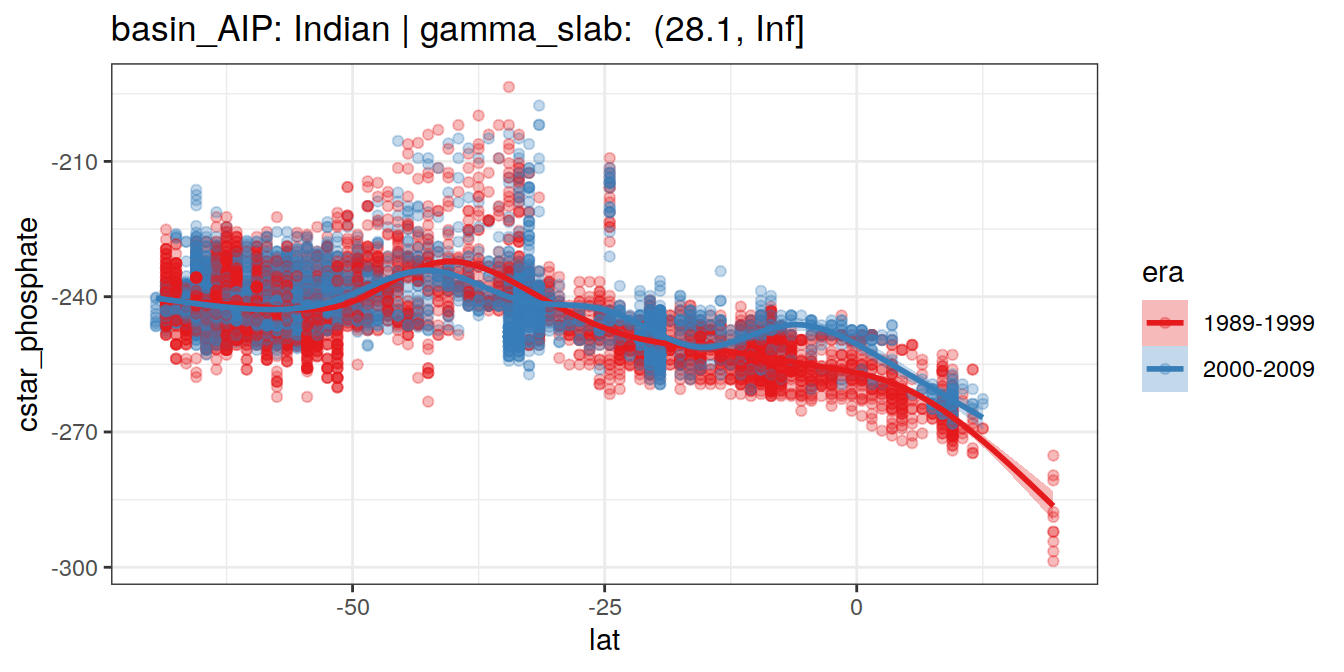 basin_AIP: Indian | gamma_slab:  (28.1, Inf]
-210
-240
-270
-300
cstar_phosphate
-50
-25
0
lat
era
1989-1999
2000-2009